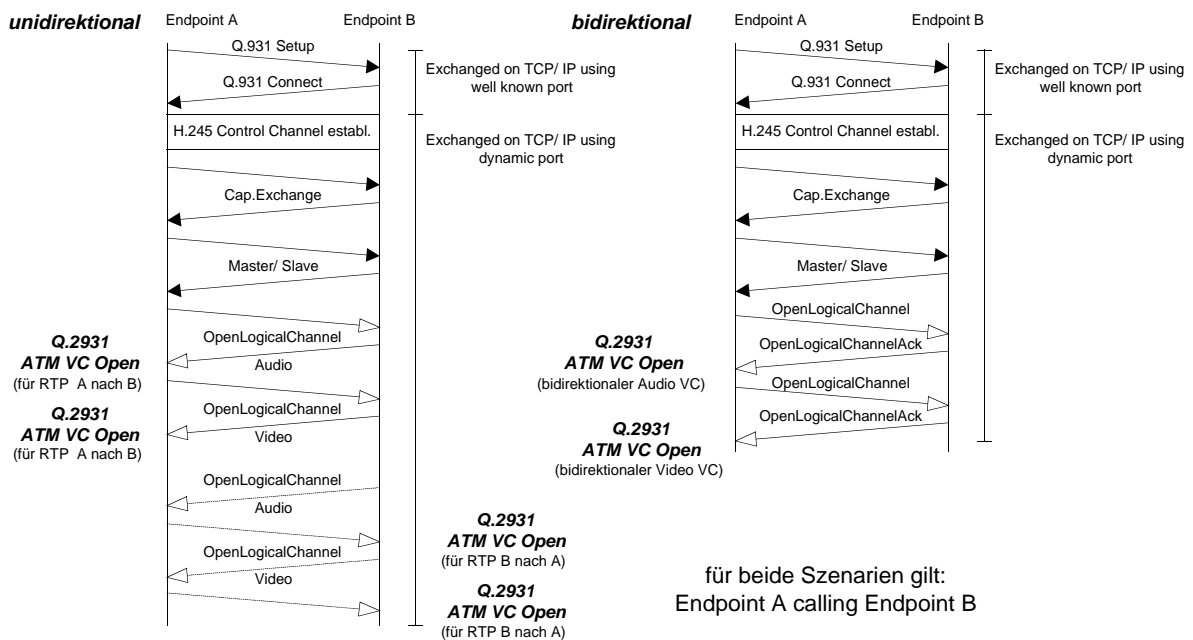 unidirektional
Endpoint A
Endpoint B
Q.931 Setup
Q.931 Connect
Exchanged on TCP/ IP using
well known port
H.245 Control Channel establ.
Exchanged on TCP/ IP using
dynamic port
Cap.Exchange
Master/ Slave
OpenLogicalChannel
Audio
Q.2931
ATM VC Open
(für RTP A nach B)
OpenLogicalChannel
Video
Q.2931
ATM VC Open
(für RTP A nach B)
OpenLogicalChannel
Audio
Q.2931
ATM VC Open
(für RTP B nach A)
OpenLogicalChannel
Video
Q.2931
ATM VC Open
(für RTP B nach A)
bidirektional
Endpoint A
Endpoint B
Q.931 Setup
Q.931 Connect
Exchanged on TCP/ IP using
well known port
H.245 Control Channel establ.
Exchanged on TCP/ IP using
dynamic port
Cap.Exchange
Master/ Slave
OpenLogicalChannel
OpenLogicalChannelAck
Q.2931
ATM VC Open
(bidirektionaler Audio VC)
OpenLogicalChannel
OpenLogicalChannelAck
Q.2931
ATM VC Open
(bidirektionaler Video VC)
für beide Szenarien gilt:
Endpoint A calling Endpoint B